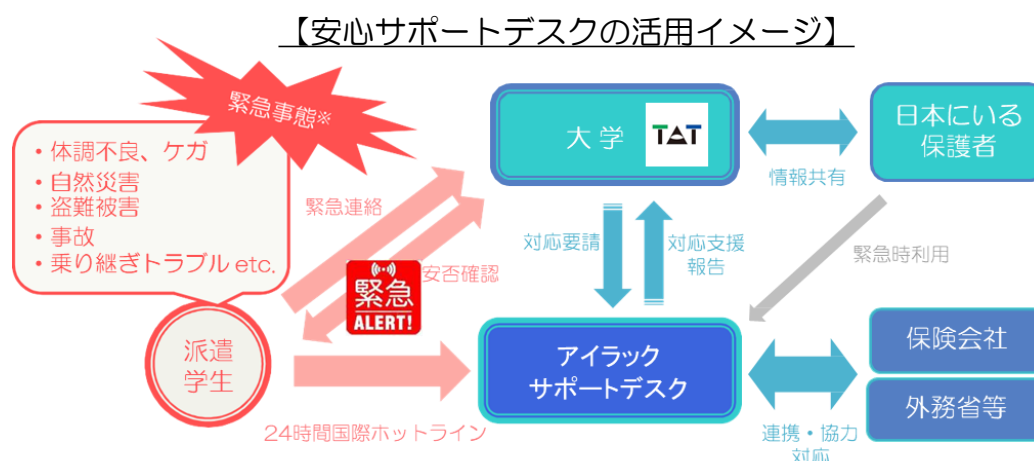 【安心サポートデスクの活用イメージ】
緊急事態※
・体調不良、ケガ
・自然災害
・盗難被害
・事故
・乗り継ぎトラブル etc.
派遣
学生
緊急連絡
安否確認
緊急
ALERT!
24時間国際ホットライン
大学
TAT
情報共有
日本にいる
保護者
対応要請
対応支援
報告
緊急時利用
アイラック
サポートデスク
連携・協力
対応
保険会社
外務省等